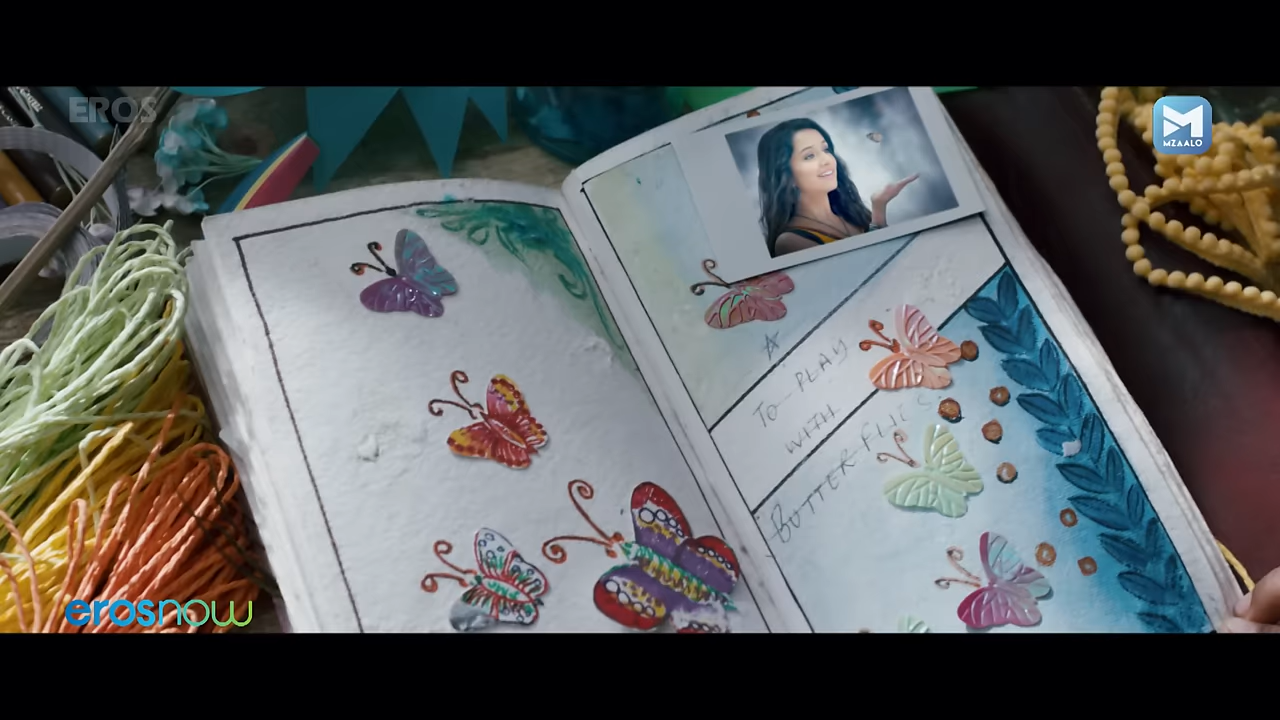 EROS
MZAALO
A
TO - PLAY
WITH
BUTTERFLIES
erosnow